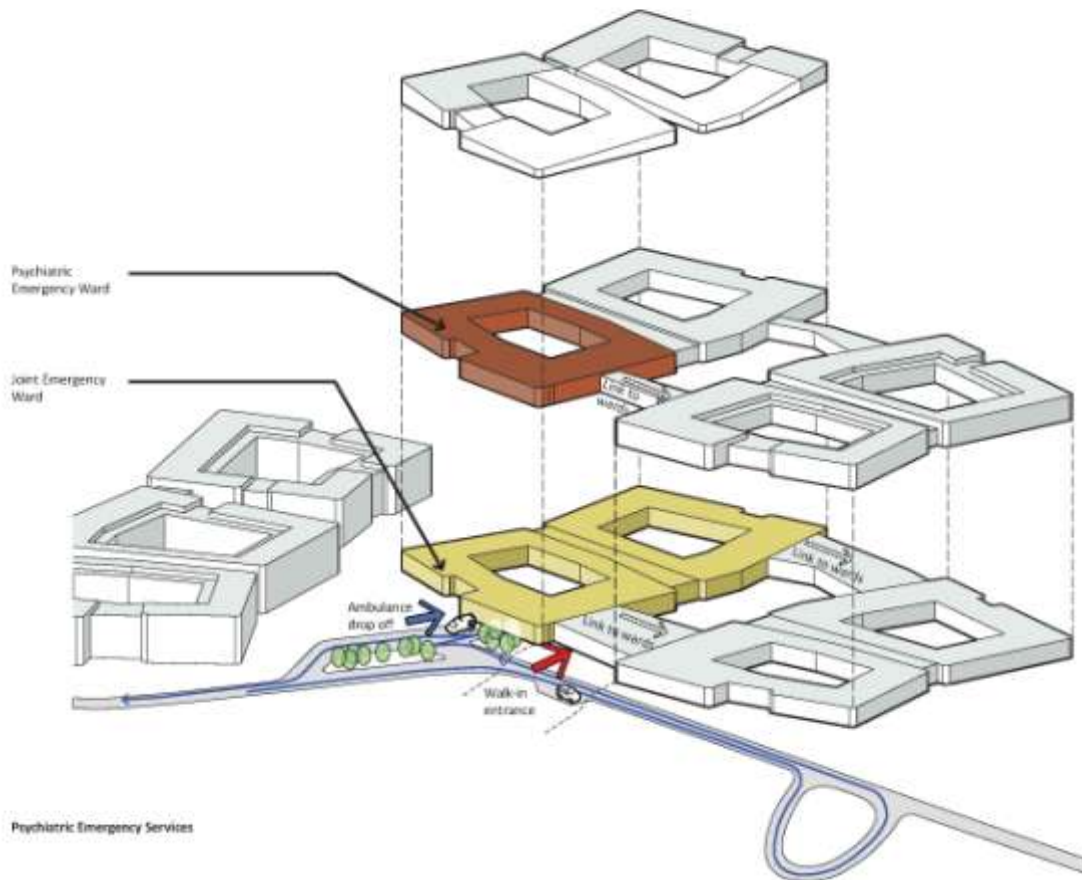 Psychiatric
Emergency Ward
Joint Emergency
Ward
Link to
wards
Link to wards
Ambulance
drop off
Link to wards
Walk-in
entrance
Psychiatric Emergency Services